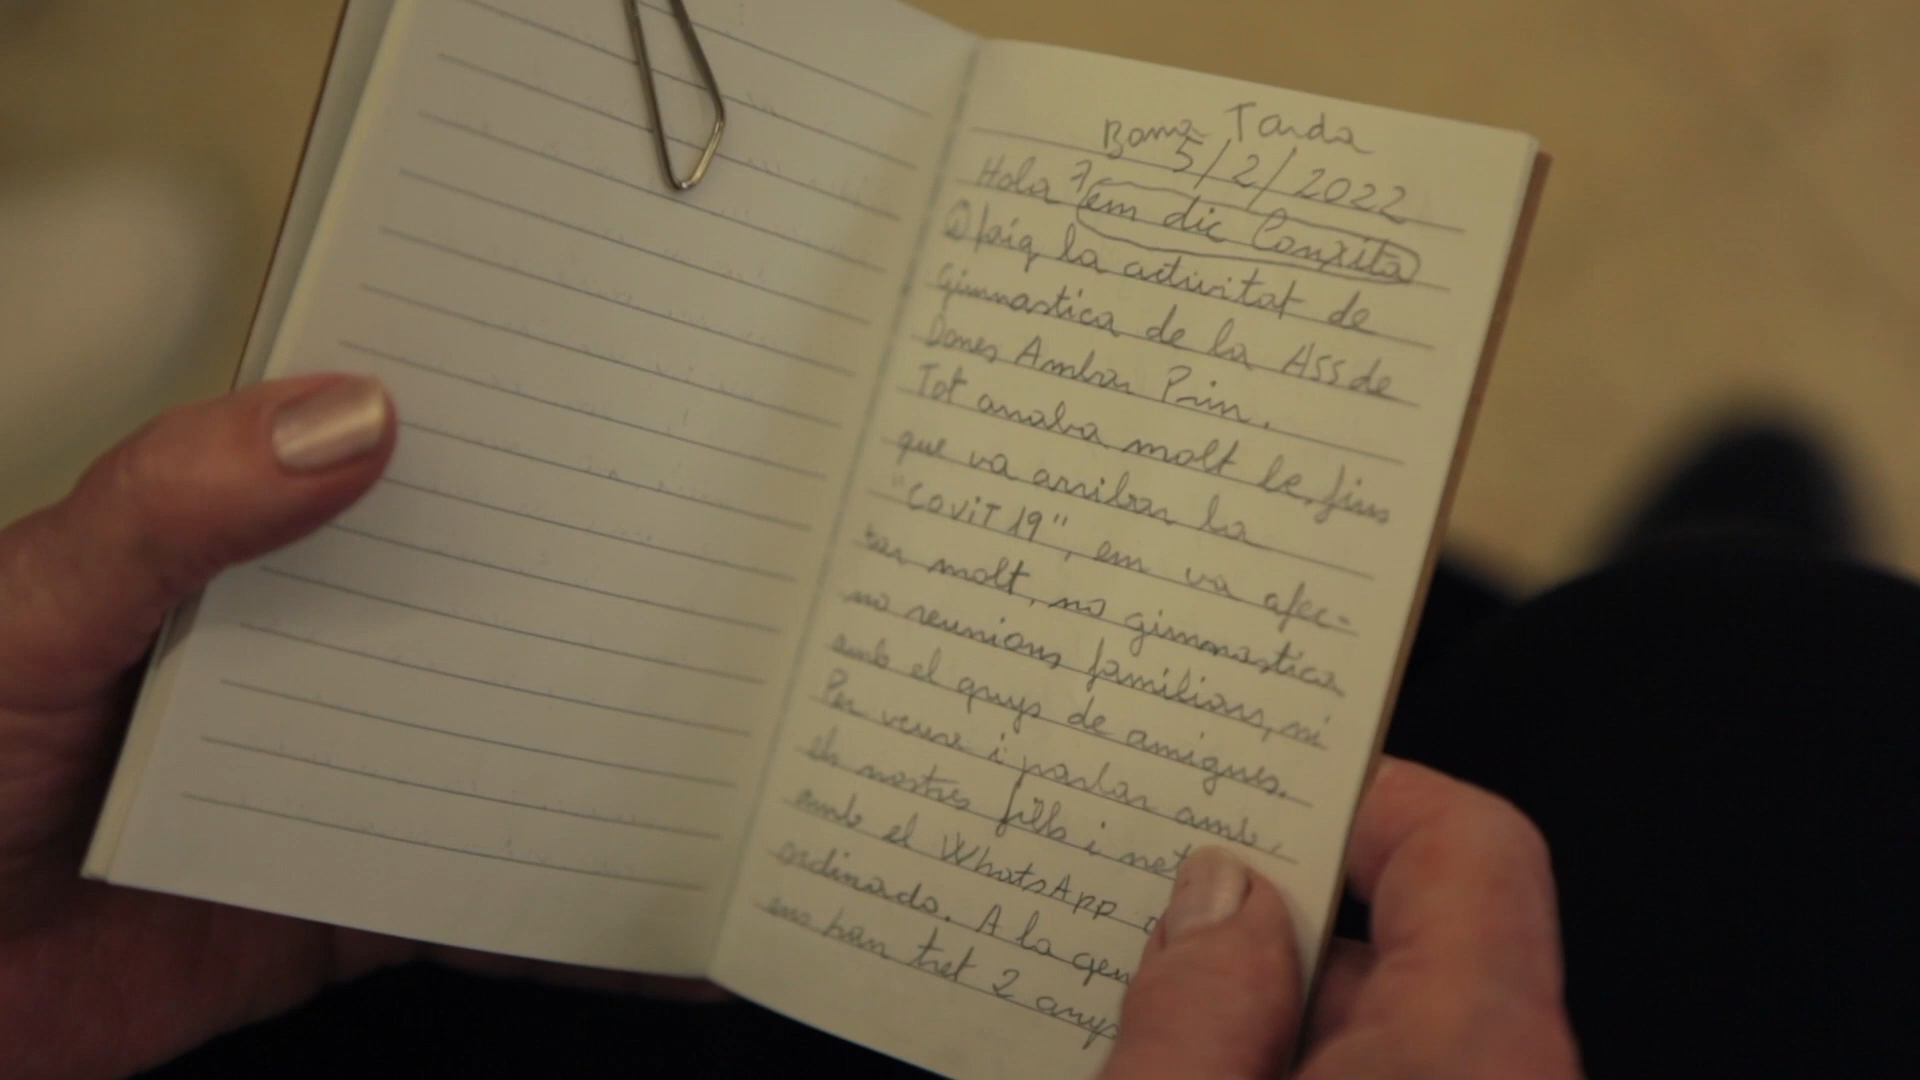 Bona Tarda
5/2/2022
Hola, em dic Conxita
faig la activitat de
gimnastica de la ASS de
Dones Ambar Prim.
Tot anaba molt be, fins
que va arribar la
"COVIT 19", em va afec-
tar molt, no gimnastica
no reunions familiars, ni
amb el grup de amigues.
Per veure i parlar amb,
els nostres fills i net
amb el WhatsApp o
ordinado. A la gen
ens han tret 2 anys